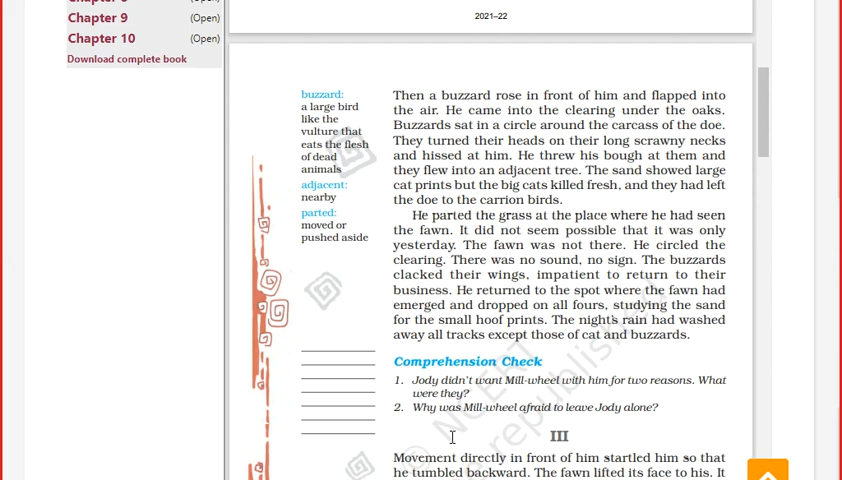 Chapter 9 (Open)
Chapter 10 (Open)
Download complete book
2021–22
buzzard:
a large bird
like the
vulture that
eats the flesh
of dead
animals
adjacent:
nearby
parted:
moved or
pushed aside
Then a buzzard rose in front of him and flapped into
the air. He came into the clearing under the oaks.
Buzzards sat in a circle around the carcass of the doe.
They turned their heads on their long scrawny necks
and hissed at him. He threw his bough at them and
they flew into an adjacent tree. The sand showed large
cat prints but the big cats killed fresh, and they had left
the doe to the carrion birds.
He parted the grass at the place where he had seen
the fawn. It did not seem possible that it was only
yesterday. The fawn was not there. He circled the
clearing. There was no sound, no sign. The buzzards
clacked their wings, impatient to return to their
business. He returned to the spot where the fawn had
emerged and dropped on all fours, studying the sand
for the small hoof prints. The night's rain had washed
away all tracks except those of cat and buzzards.
Comprehension Check
1. Jody didn't want Mill-wheel with him for two reasons. What
were they?
2. Why was Mill-wheel afraid to leave Jody alone?
III
Movement directly in front of him startled him so that
he tumbled backward. The fawn lifted its face to his. It
© NCERT
be republished